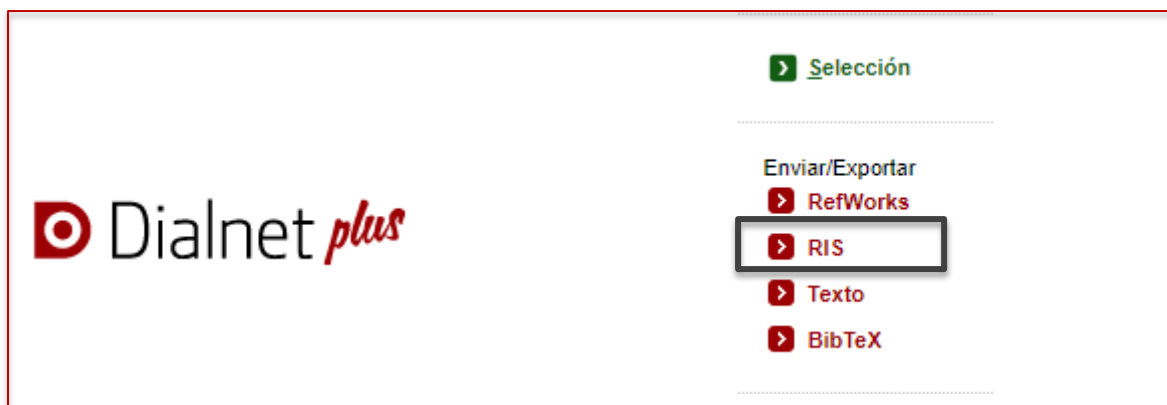 Selección
Enviar/Exportar
RefWorks
Dialnet plus
RIS
Texto
BibTeX